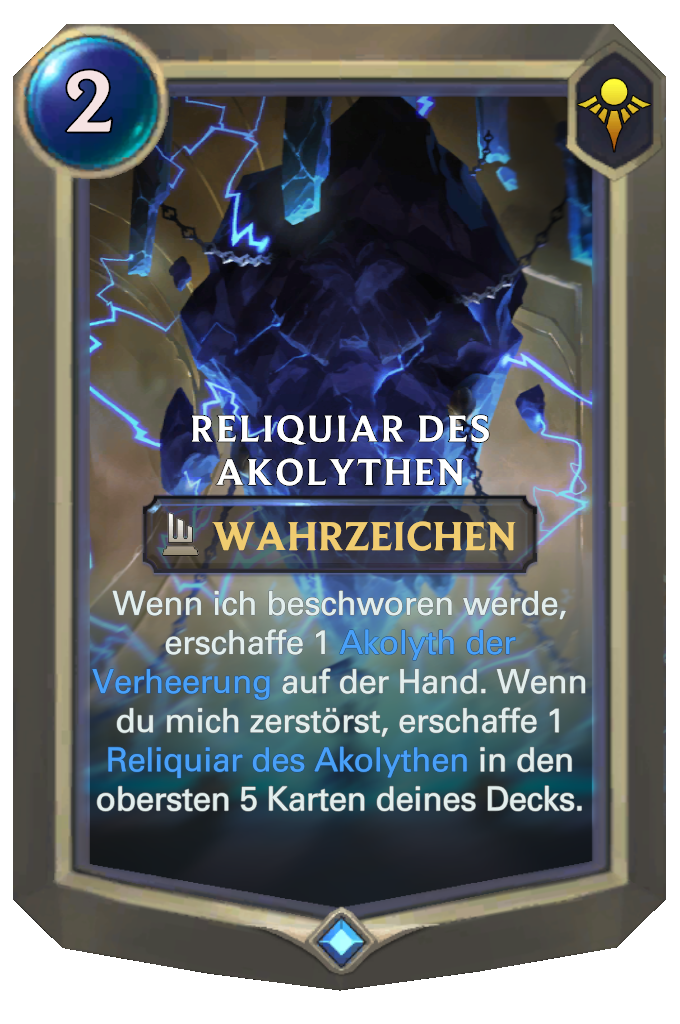 2
RELIQUIAR DES
AKOLYTHEN
WAHRZEICHEN
Wenn ich beschworen werde,
erschaffe 1 Akolyth der
Verheerung auf der Hand. Wenn
du mich zerstörst, erschaffe 1
Reliquiar des Akolythen in den
obersten 5 Karten deines Decks.